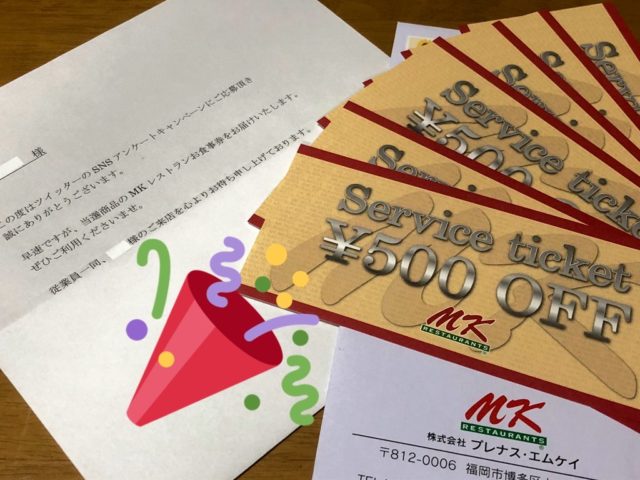 様
この度はツイッターのSNSアンケートキャンペーンにご応募頂き
誠にありがとうございます。
早速ですが、当選商品のMKレストランお食事券をお届けいたします。
ぜひご利用くださいませ。
従業員一同、
様のご来店を心よりお待ち申し上げております。
Service ticket
¥500
Service ticket
¥500
Service ticket
¥500 OFF
MK
RESTAURANTS
MK
RESTAURANTS
株式会社 プレナス・エムケイ
〒812-0006 福岡市博多区